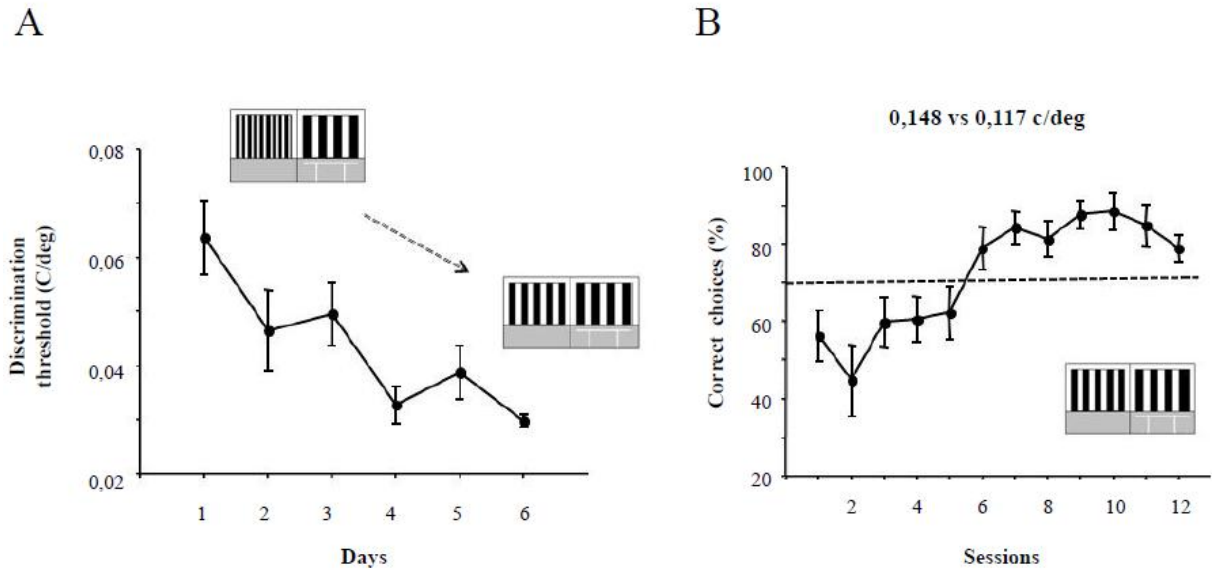 A
B
0,148 vs 0,117 c/deg
Discrimination
threshold (C/deg)
0,08
0,06
0,04
0,02
1 2 3 4 5 6
Days
Correct choices (%)
100
80
60
40
20
2 4 6 8 10 12
Sessions